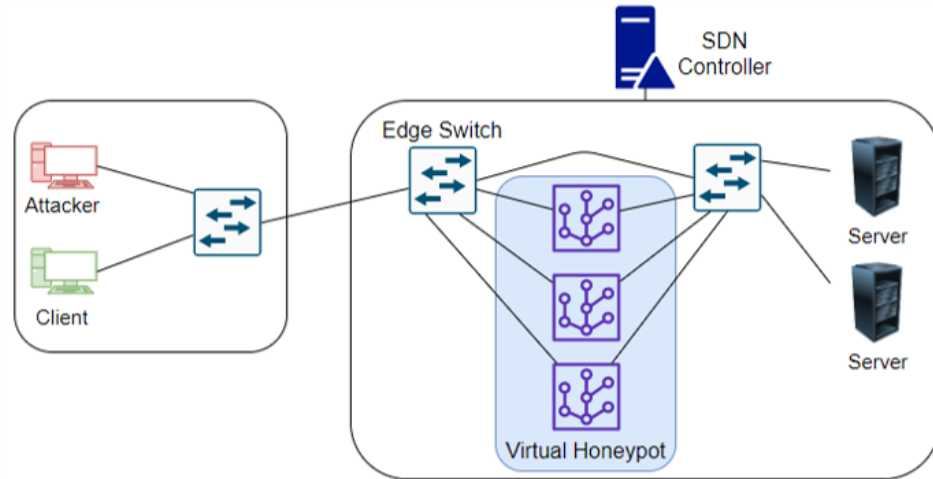 SDN
Controller
Edge Switch
Attacker
Client
Server
Server
Virtual Honeypot